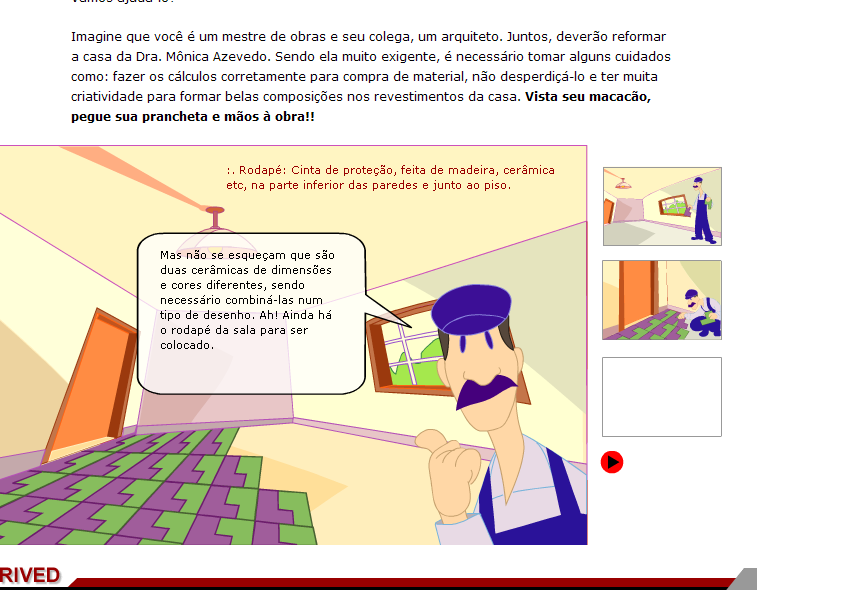 Vamos ajudá-lo?
Imagine que você é um mestre de obras e seu colega, um arquiteto. Juntos, deverão reformar
a casa da Dra. Mônica Azevedo. Sendo ela muito exigente, é necessário tomar alguns cuidados
como: fazer os cálculos corretamente para compra de material, não desperdiçá-lo e ter muita
criatividade para formar belas composições nos revestimentos da casa. Vista seu macacão,
pegue sua prancheta e mãos à obra!!
:. Rodapé: Cinta de proteção, feita de madeira, cerâmica
etc, na parte inferior das paredes e junto ao piso.
Mas não se esqueçam que são
duas cerâmicas de dimensões
e cores diferentes, sendo
necessário combiná-las num
tipo de desenho. Ah! Ainda há
o rodapé da sala para ser
colocado.
RIVED